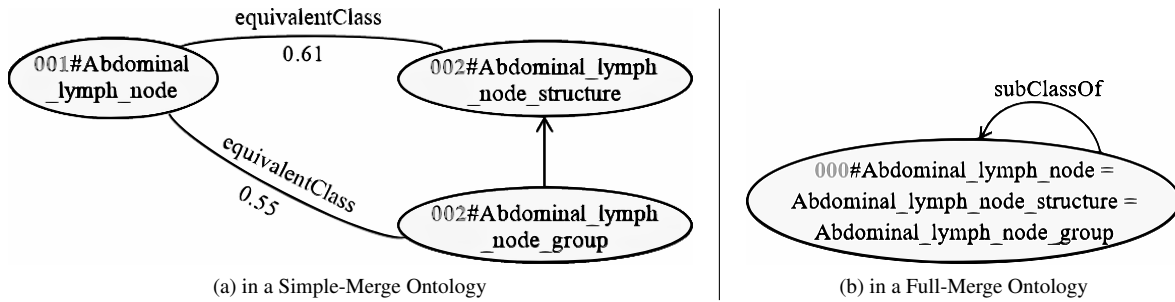 equivalentClass
0.61
001#Abdominal
_lymph_node
002#Abdominal_lymph
_node_structure
equivalentClass
0.55
002#Abdominal_lymph
_node_group
(a) in a Simple-Merge Ontology
subClassOf
000#Abdominal_lymph_node =
Abdominal_lymph_node_structure =
Abdominal_lymph_node_group
(b) in a Full-Merge Ontology